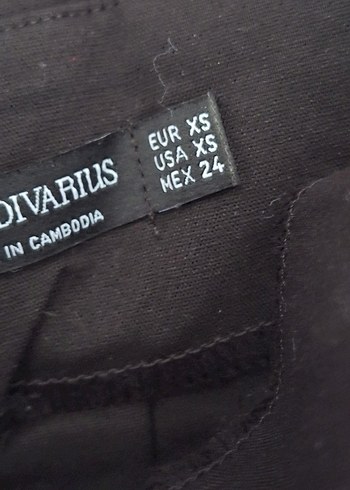 DIVARIUS
IN CAMBODIA
EUR XS
USA XS
MEX 24